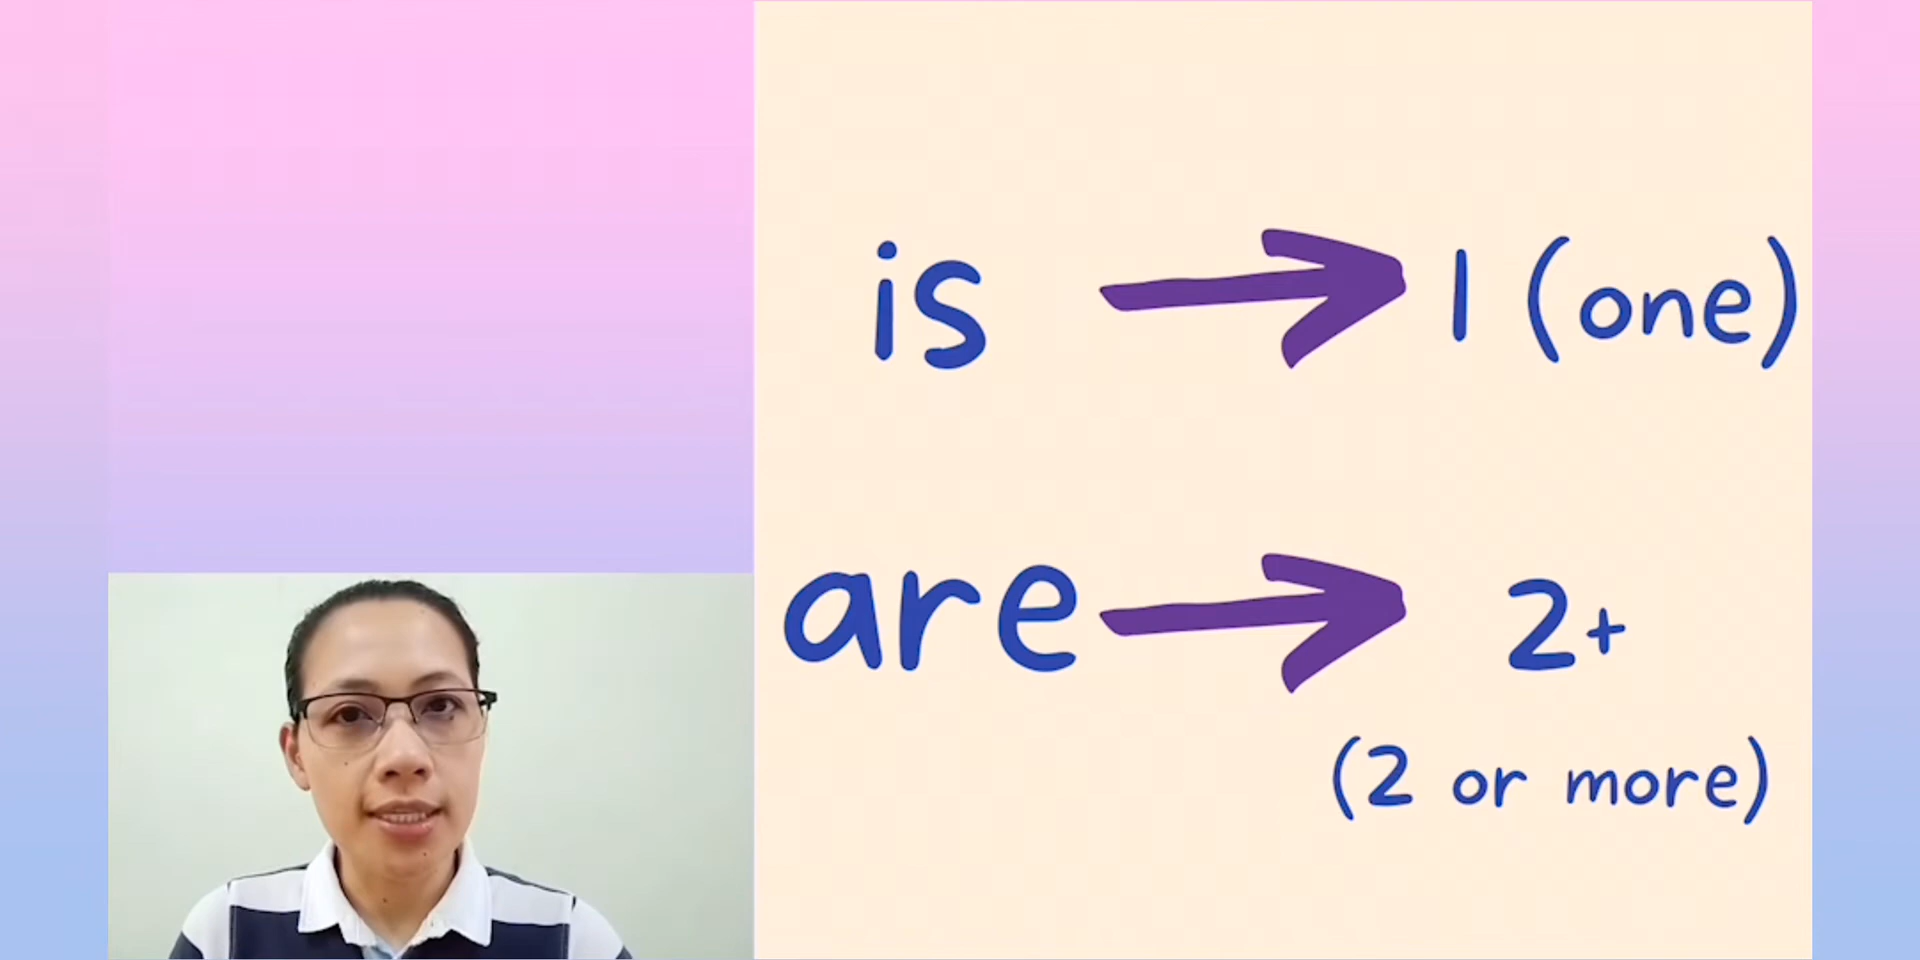 is 1 (one)
are 2+
(2 or more)